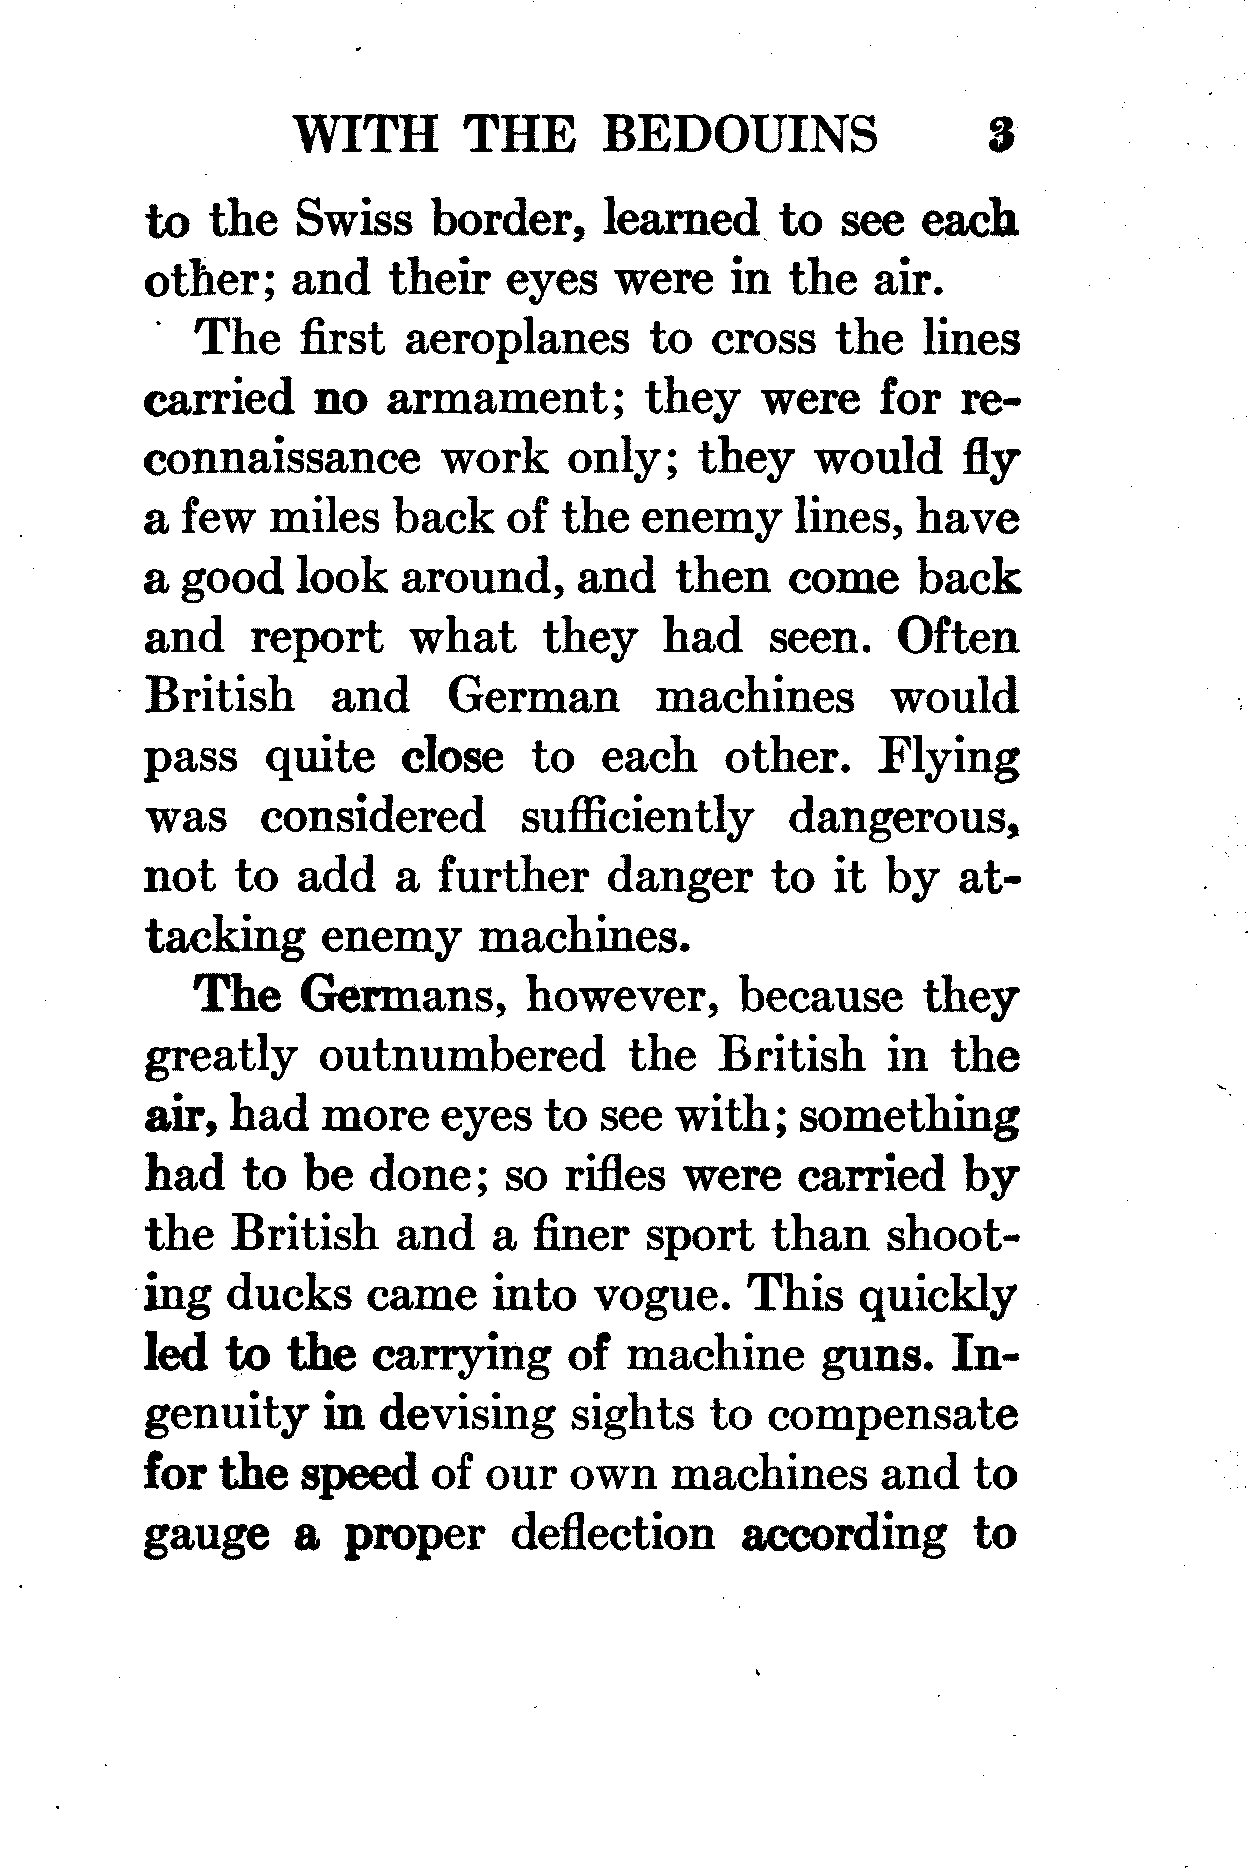 WITH THE BEDOUINS 3
to the Swiss border, learned to see each
other; and their eyes were in the air.
The first aeroplanes to cross the lines
carried no armament; they were for re-
connaissance work only; they would fly
a few miles back of the enemy lines, have
a good look around, and then come back
and report what they had seen. Often
British and German machines would
pass quite close to each other. Flying
was considered sufficiently dangerous,
not to add a further danger to it by at-
tacking enemy machines.
The Germans, however, because they
greatly outnumbered the British in the
air, had more eyes to see with; something
had to be done; so rifles were carried by
the British and a finer sport than shoot-
ing ducks came into vogue. This quickly
led to the carrying of machine guns. In-
genuity in devising sights to compensate
for the speed of our own machines and to
gauge a proper deflection according to